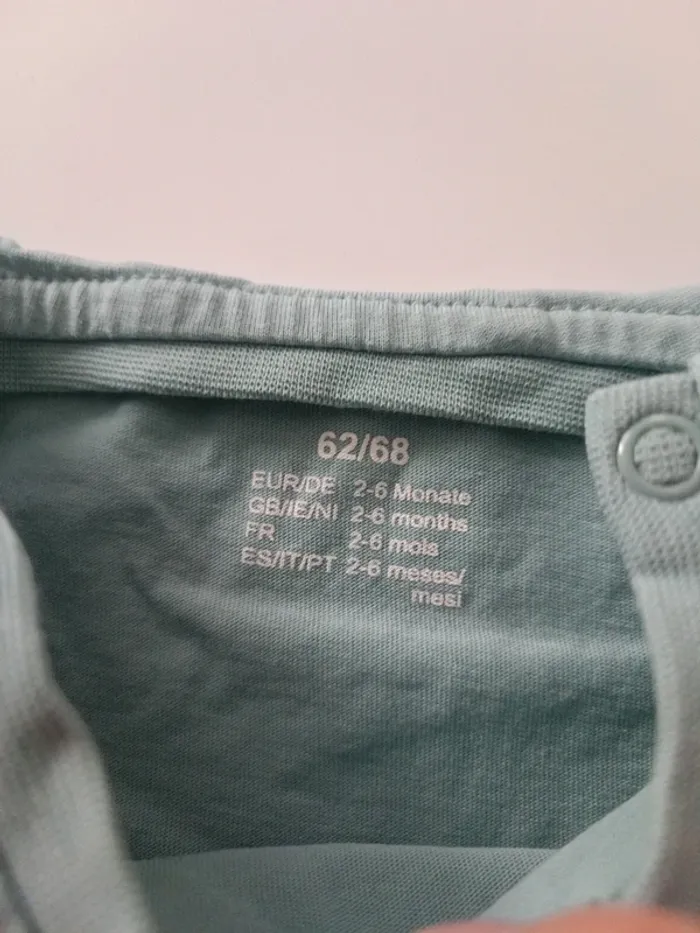 62/68
EUR/DE 2-6 Monate
GB/IE/NI 2-6 months
FR 2-6 mois
ES/IT/PT 2-6 meses/
mesi